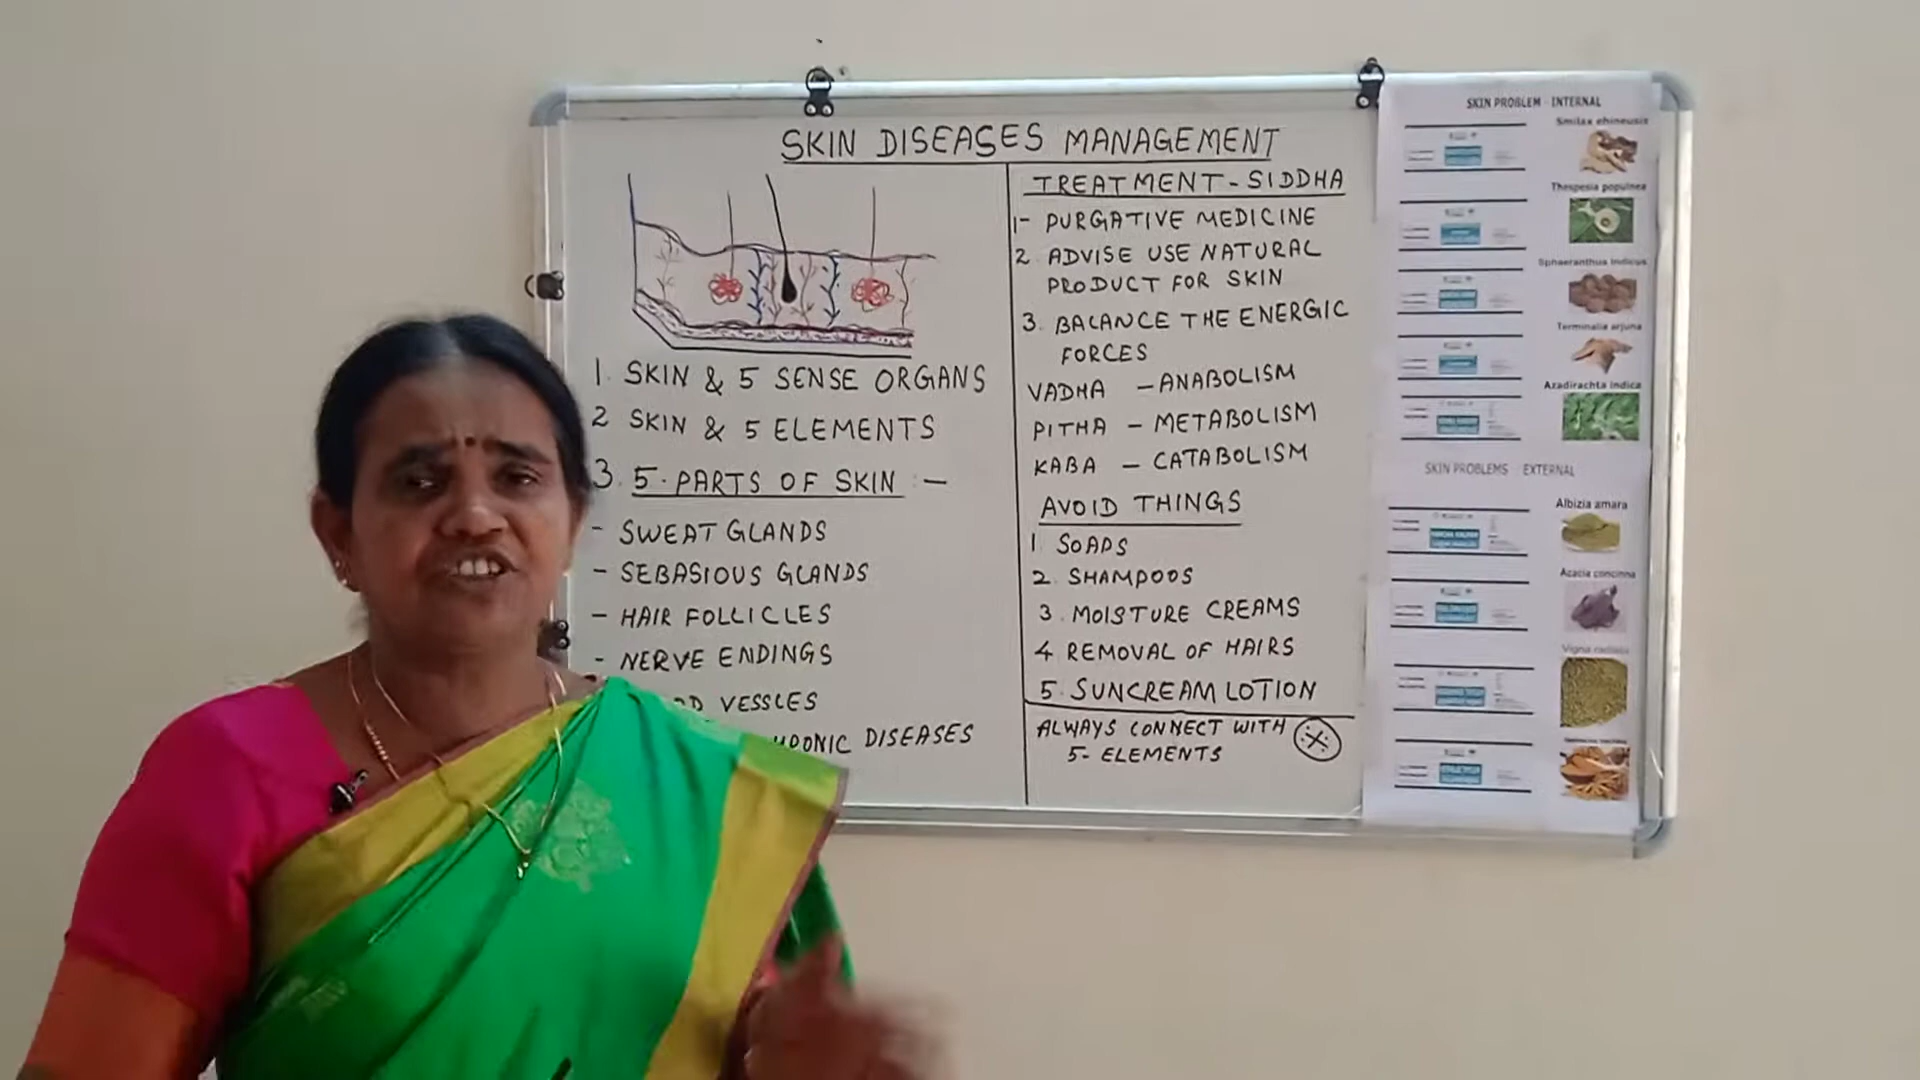 SKIN DISEASES MANAGEMENT
1. SKIN & 5 SENSE ORGANS
2 SKIN & 5 ELEMENTS
3. 5. PARTS OF SKIN : -
- SWEAT GLANDS
- SEBASIOUS GLANDS
- HAIR FOLLICLES
- NERVE ENDINGS
VESSLES
DISEASES
TREATMENT - SIDDHA
1- PURGATIVE MEDICINE
2. ADVISE USE NATURAL
PRODUCT FOR SKIN
3. BALANCE THE ENERGIC
FORCES
VADHA - ANABOLISM
PITHA - METABOLISM
KABA - CATABOLISM
AVOID THINGS
1. SOAPS
2. SHAMPOOS
3. MOISTURE CREAMS
4 REMOVAL OF HAIRS
5. SUNCREAM LOTION
ALWAYS CONNECT WITH
5- ELEMENTS
SKIN PROBLEM - INTERNAL
Smilax chinensis
Thespesia populnea
Sphaeranthus indicus
Terminalia arjuna
Azadirachta indica
SKIN PROBLEMS EXTERNAL
Albizia amara
Acacia concinna
Vigna radiata